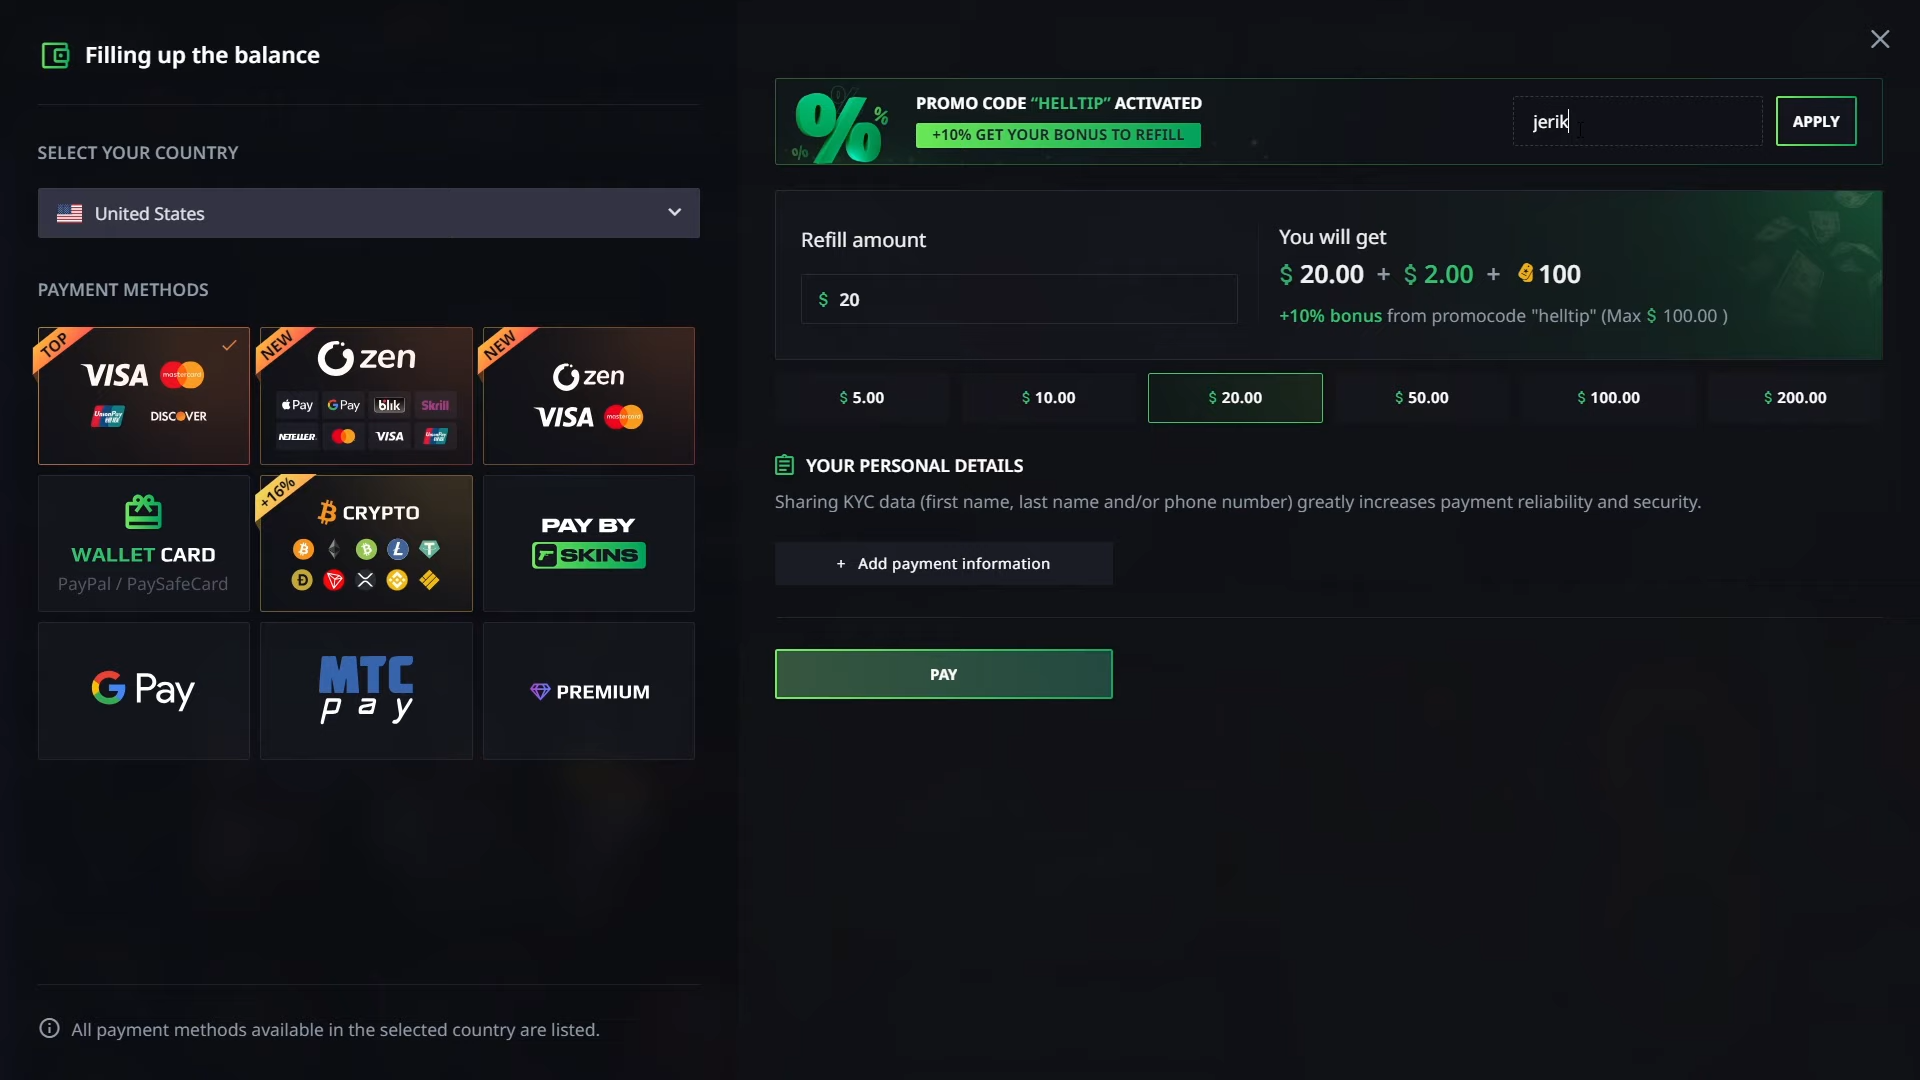 Filling up the balance
SELECT YOUR COUNTRY
United States
PAYMENT METHODS
TOP
VISA mastercard
UnionPay DISCOVER
NEW
zen
Pay G Pay blik Skrill
NETELLER VISA UnionPay
NEW
zen
VISA mastercard
WALLET CARD
PayPal / PaySafeCard
+16%
CRYPTO
PAY BY
SKINS
G Pay
MTC
pay
PREMIUM
All payment methods available in the selected country are listed.
PROMO CODE “HELLTIP” ACTIVATED
+10% GET YOUR BONUS TO REFILL
jerik
APPLY
Refill amount
$ 20
You will get
$ 20.00 + $ 2.00 + 100
+10% bonus from promocode "helltip" (Max $ 100.00 )
$ 5.00
$ 10.00
$ 20.00
$ 50.00
$ 100.00
$ 200.00
YOUR PERSONAL DETAILS
Sharing KYC data (first name, last name and/or phone number) greatly increases payment reliability and security.
+ Add payment information
PAY